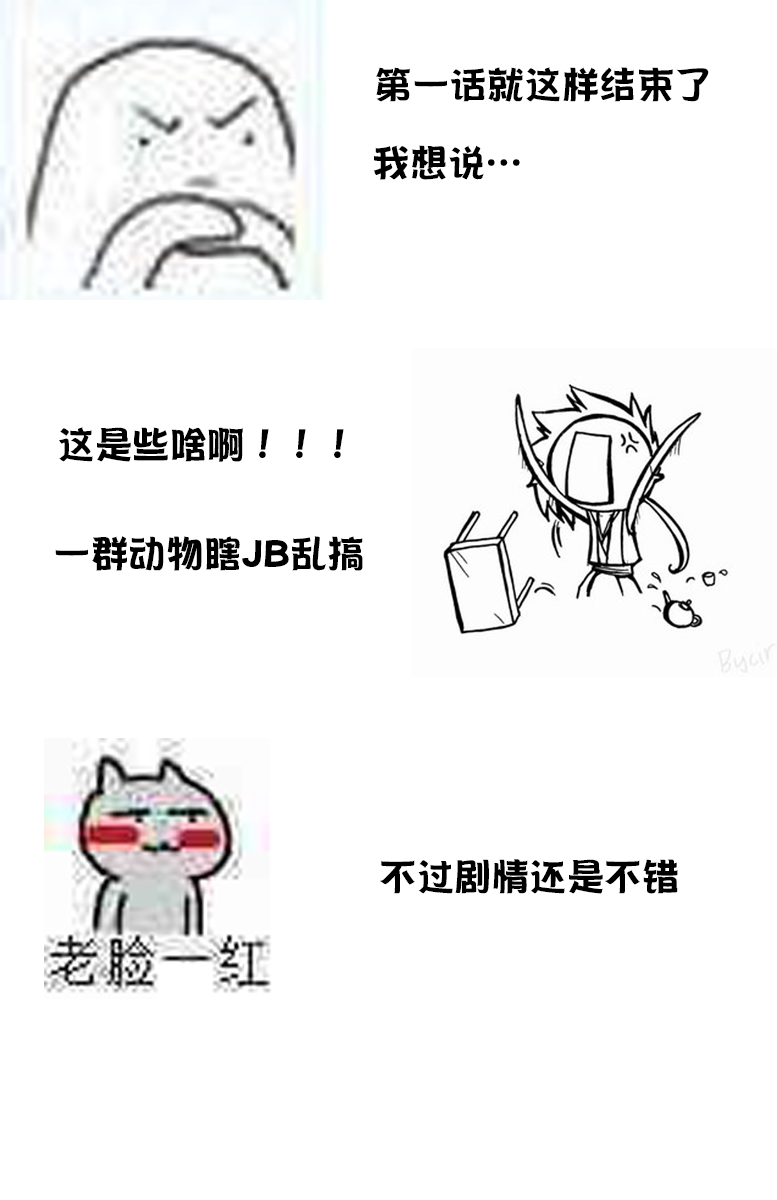 第一话就这样结束了
我想说…
这是些啥啊！！！
一群动物瞎JB乱搞
Bycir
不过剧情还是不错
老脸一红